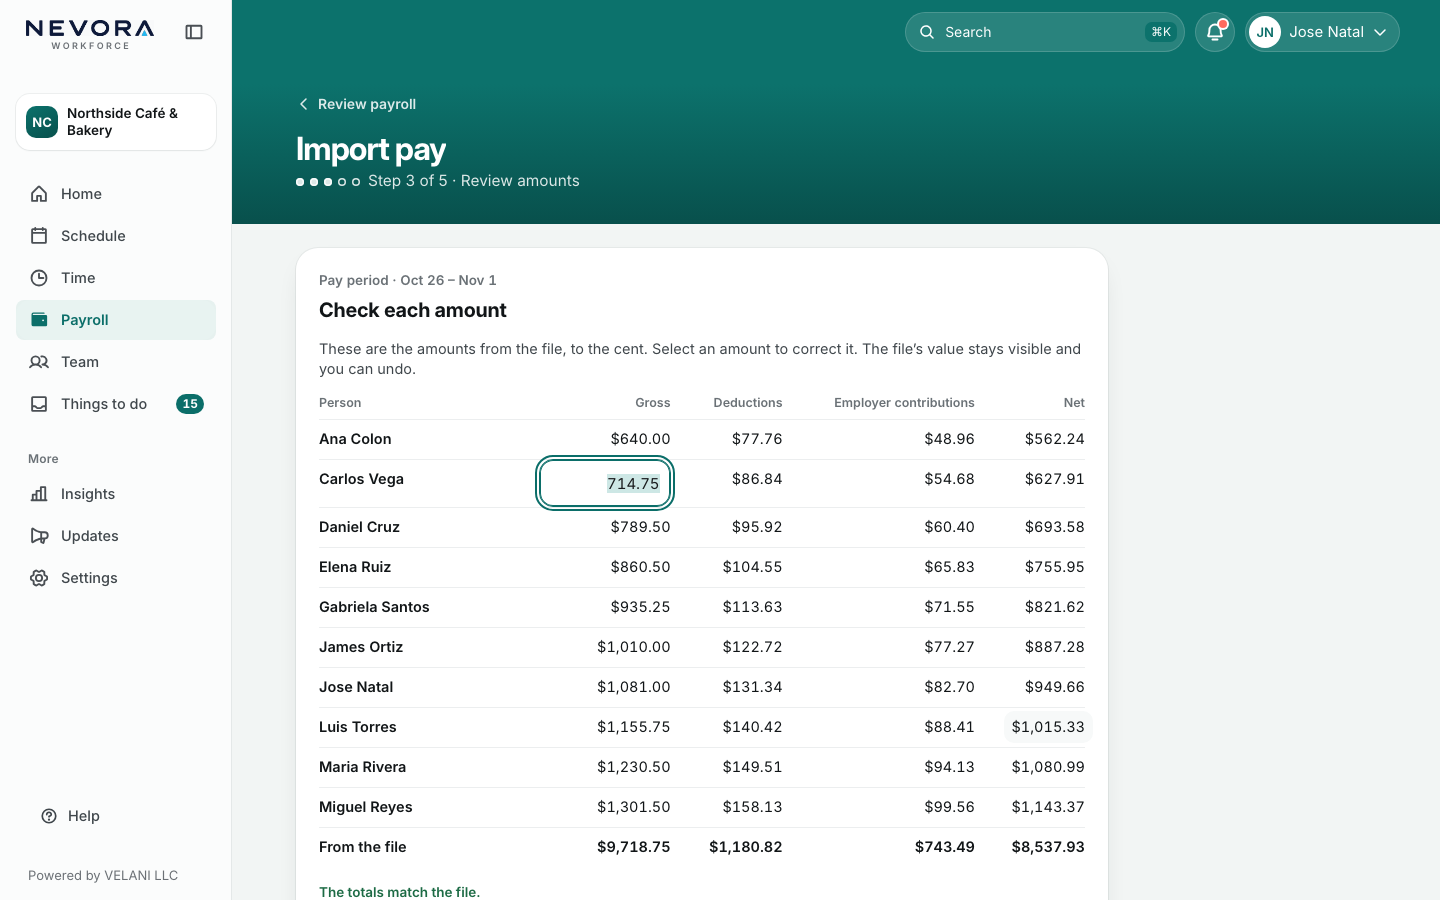 NEVORA
WORKFORCE
Search
⌘K
JN
Jose Natal
NC
Northside Café &
Bakery
Home
Schedule
Time
Payroll
Team
Things to do 15
More
Insights
Updates
Settings
Help
Powered by VELANI LLC
Review payroll
Import pay
Step 3 of 5 · Review amounts
Pay period · Oct 26 – Nov 1
Check each amount
These are the amounts from the file, to the cent. Select an amount to correct it. The file’s value stays visible and
you can undo.
Person Gross Deductions Employer contributions Net
Ana Colon $640.00 $77.76 $48.96 $562.24
Carlos Vega 714.75 $86.84 $54.68 $627.91
Daniel Cruz $789.50 $95.92 $60.40 $693.58
Elena Ruiz $860.50 $104.55 $65.83 $755.95
Gabriela Santos $935.25 $113.63 $71.55 $821.62
James Ortiz $1,010.00 $122.72 $77.27 $887.28
Jose Natal $1,081.00 $131.34 $82.70 $949.66
Luis Torres $1,155.75 $140.42 $88.41 $1,015.33
Maria Rivera $1,230.50 $149.51 $94.13 $1,080.99
Miguel Reyes $1,301.50 $158.13 $99.56 $1,143.37
From the file $9,718.75 $1,180.82 $743.49 $8,537.93
The totals match the file.